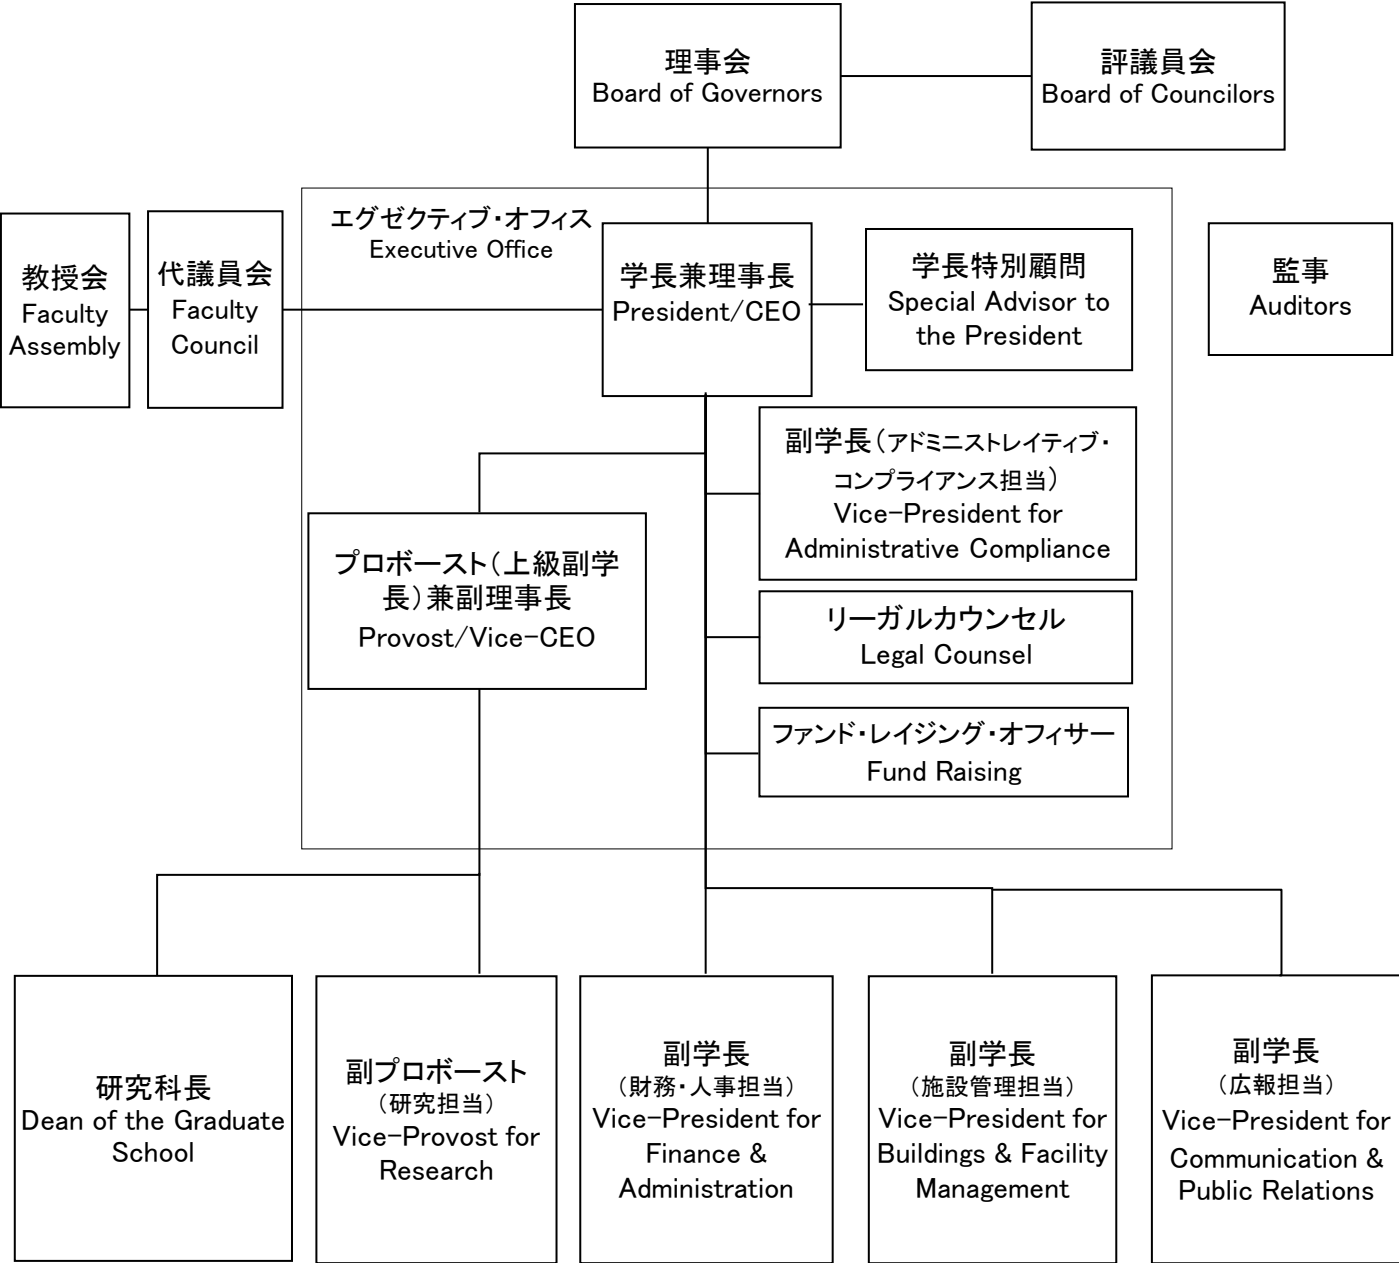 理事会
Board of Governors
評議員会
Board of Councilors
エグゼクティブ・オフィス
Executive Office
教授会
Faculty
Assembly
代議員会
Faculty
Council
学長兼理事長
President/CEO
学長特別顧問
Special Advisor to
the President
監事
Auditors
副学長（アドミニストレイティブ・
コンプライアンス担当）
Vice-President for
Administrative Compliance
プロボースト（上級副学
長）兼副理事長
Provost/Vice-CEO
リーガルカウンセル
Legal Counsel
ファンド・レイジング・オフィサー
Fund Raising
研究科長
Dean of the Graduate
School
副プロボースト
（研究担当）
Vice-Provost for
Research
副学長
（財務・人事担当）
Vice-President for
Finance &
Administration
副学長
（施設管理担当）
Vice-President for
Buildings & Facility
Management
副学長
（広報担当）
Vice-President for
Communication &
Public Relations